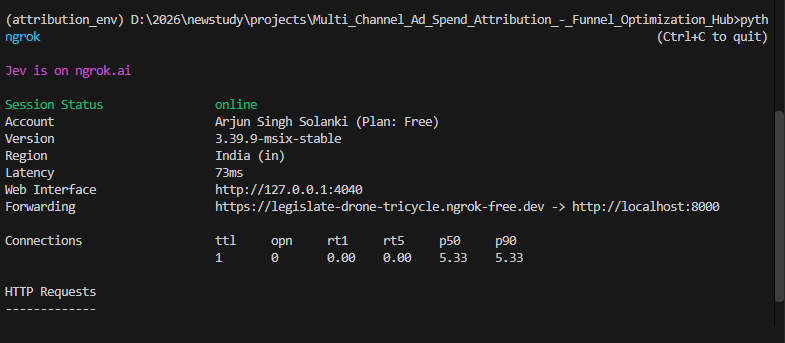 (attribution_env) D:\2026\newstudy\projects\Multi_Channel_Ad_Spend_Attribution_-_Funnel_Optimization_Hub>pyth
ngrok (Ctrl+C to quit)
Jev is on ngrok.ai
Session Status online
Account Arjun Singh Solanki (Plan: Free)
Version 3.39.9-msix-stable
Region India (in)
Latency 73ms
Web Interface http://127.0.0.1:4040
Forwarding https://legislate-drone-tricycle.ngrok-free.dev -> http://localhost:8000
Connections ttl opn rt1 rt5 p50 p90
1 0 0.00 0.00 5.33 5.33
HTTP Requests
-------------